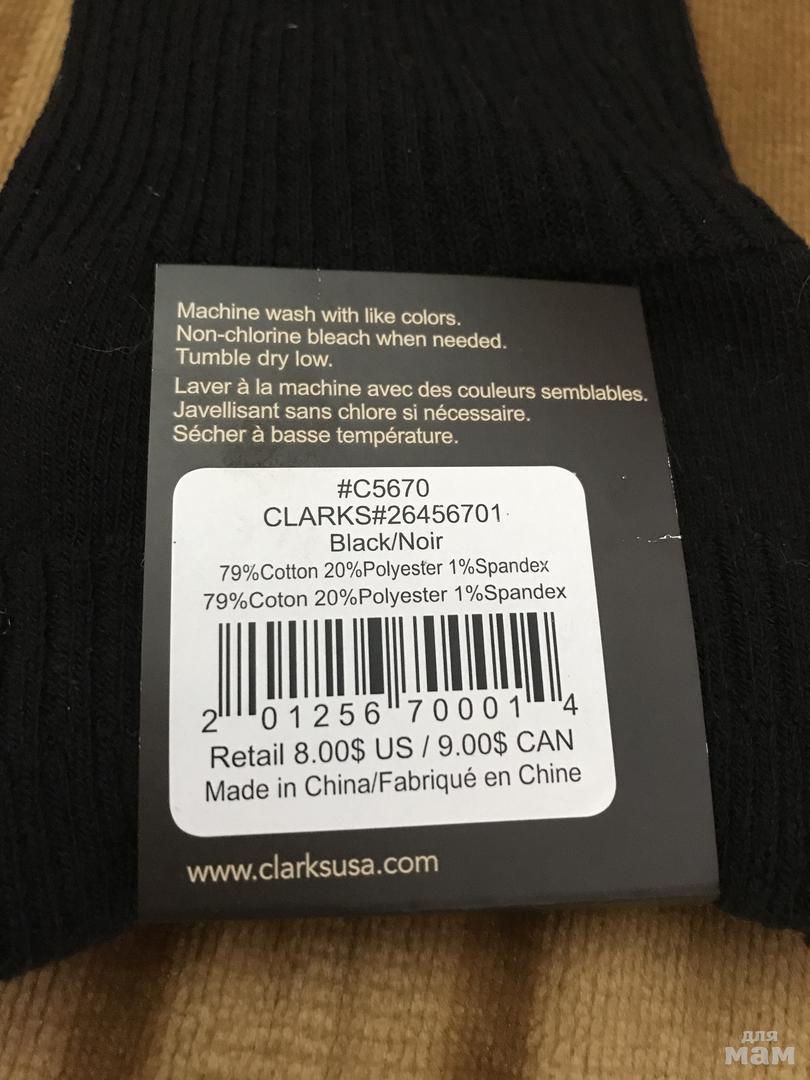 Machine wash with like colors.
Non-chlorine bleach when needed.
Tumble dry low.
Laver à la machine avec des couleurs semblables.
Javellisant sans chlore si nécessaire.
Sécher à basse température.
#C5670
CLARKS#26456701
Black/Noir
79%Cotton 20%Polyester 1%Spandex
79%Coton 20%Polyester 1%Spandex
2 01256 70001 4
Retail 8.00$ US / 9.00$ CAN
Made in China/Fabriqué en Chine
www.clarksusa.com
для
мам